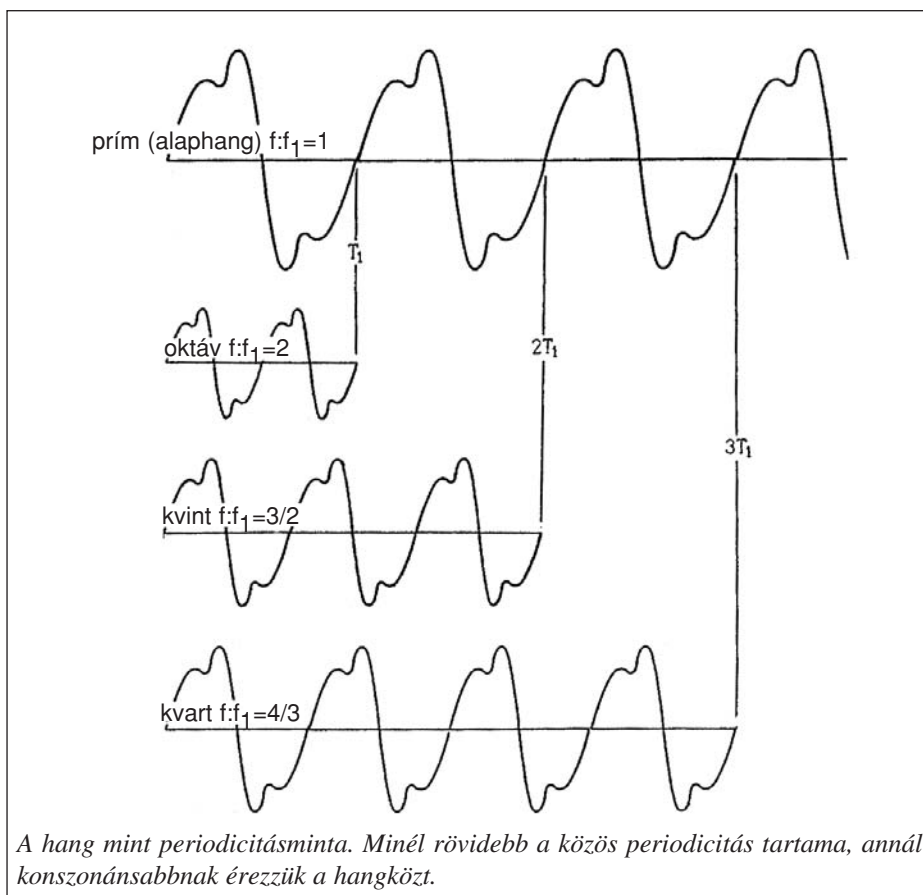 prím (alaphang) f:f₁=1
T₁
oktáv f:f₁=2
2T₁
3T₁
kvint f:f₁=3/2
kvart f:f₁=4/3
A hang mint periodicitásminta. Minél rövidebb a közös periodicitás tartama, annál
konszonánsabbnak érezzük a hangközt.